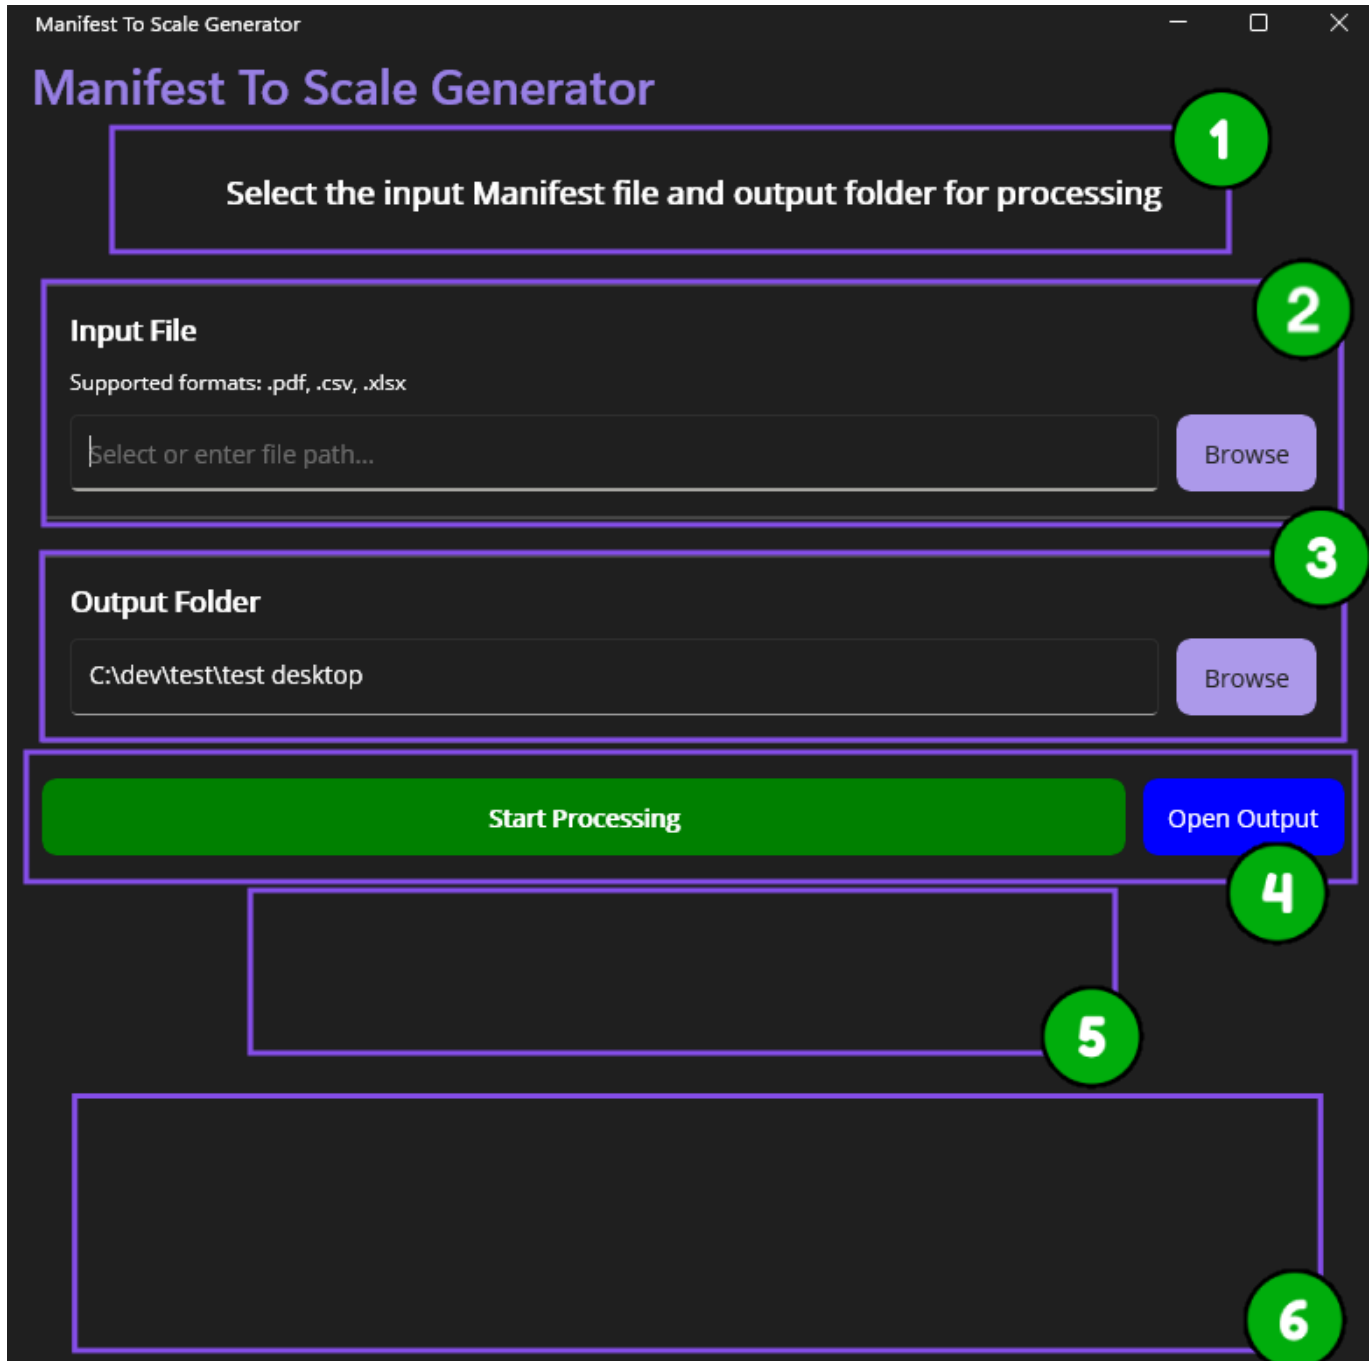 Manifest To Scale Generator
Manifest To Scale Generator
1
Select the input Manifest file and output folder for processing
2
Input File
Supported formats: .pdf, .csv, .xlsx
Select or enter file path...
Browse
3
Output Folder
C:\dev\test\test desktop
Browse
Start Processing
Open Output
4
5
6